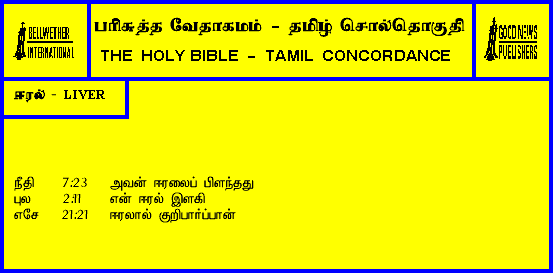 BELLWETHER
INTERNATIONAL
பரிசுத்த வேதாகமம் - தமிழ் சொல்தொகுதி
THE HOLY BIBLE - TAMIL CONCORDANCE
GOOD NEWS
PUBLISHERS
ஈரல் - LIVER
நீதி 7:23 அவன் ஈரலைப் பிளந்தது
புல 2:11 என் ஈரல் இளகி
எசே 21:21 ஈரலால் குறிபார்ப்பான்